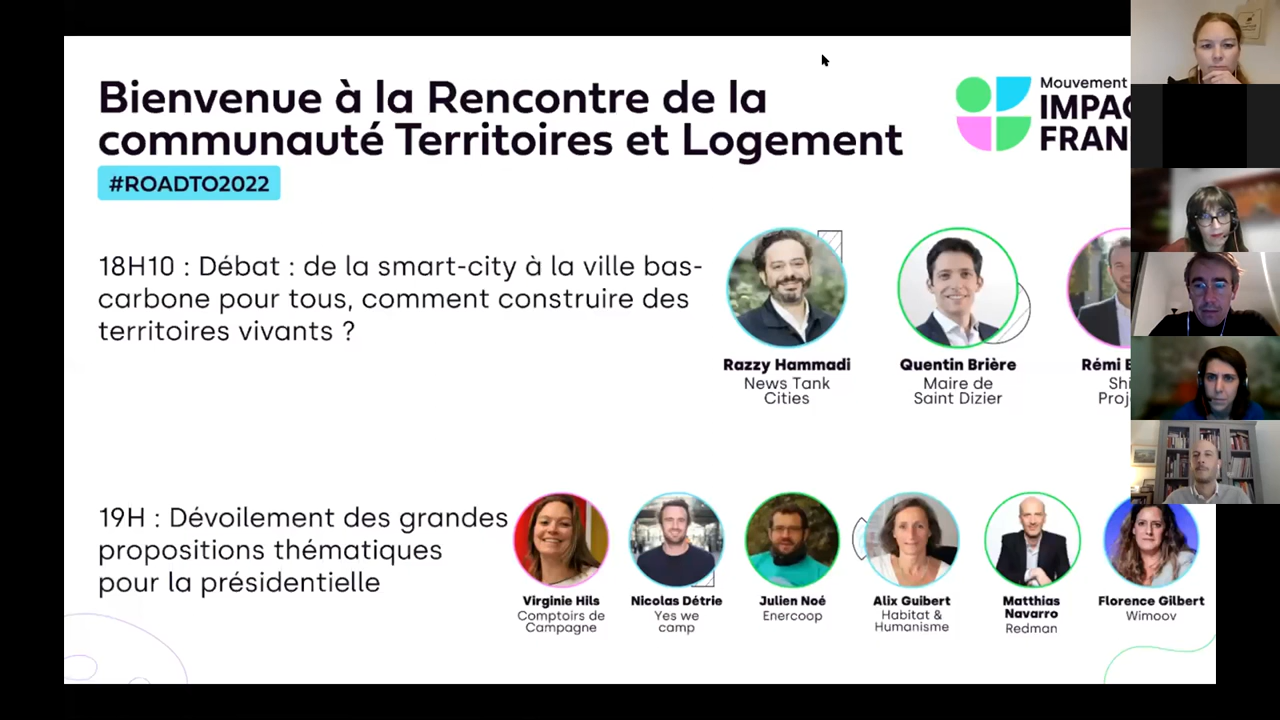 Bienvenue à la Rencontre de la
communauté Territoires et Logement
#ROADTO2022
Mouvement
18H10 : Débat : de la smart-city à la ville bas-
carbone pour tous, comment construire des
territoires vivants ?
Razzy Hammadi
News Tank
Cities
Quentin Brière
Maire de
Saint Dizier
Rémi
19H : Dévoilement des grandes
propositions thématiques
pour la présidentielle
Virginie Hils
Comptoirs de
Campagne
Nicolas Détrie
Yes we
camp
Julien Noé
Enercoop
Alix Guibert
Habitat &
Humanisme
Matthias
Navarro
Redman
Florence Gilbert
Wimoov